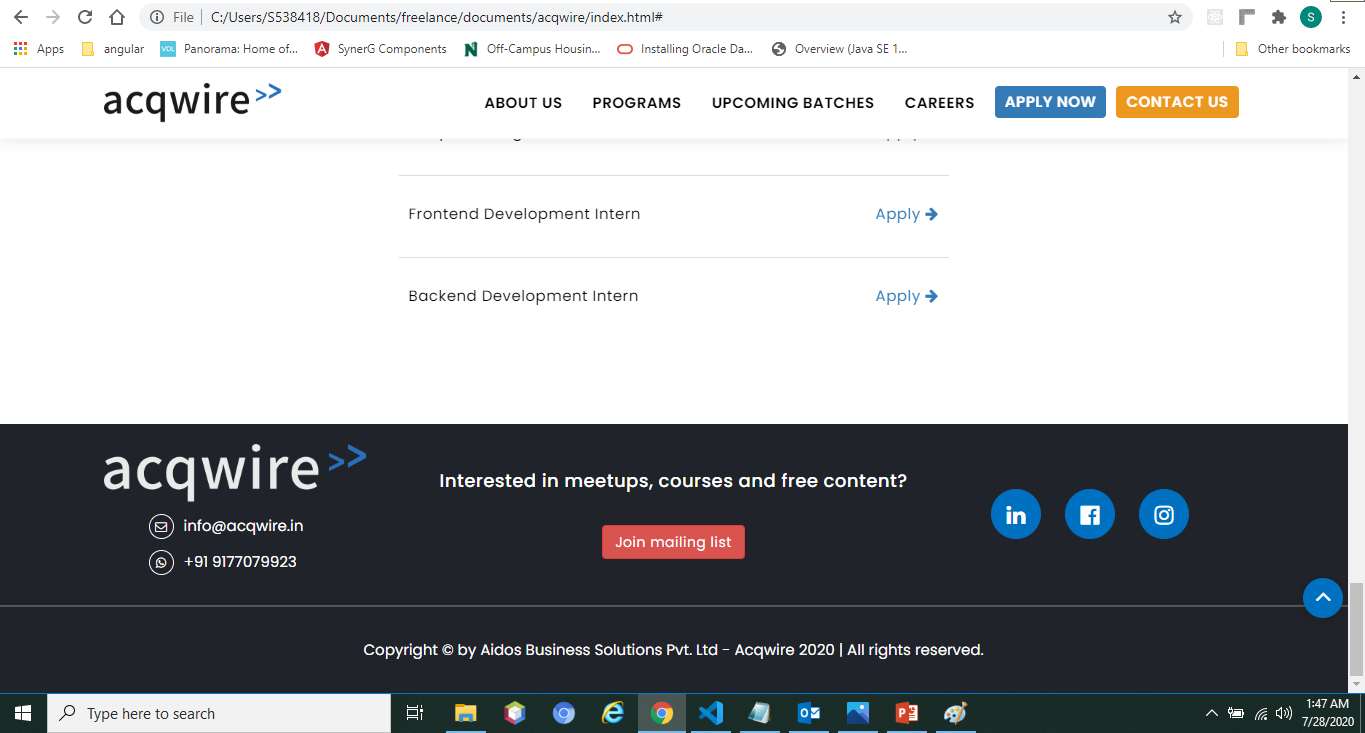 File | C:/Users/S538418/Documents/freelance/documents/acqwire/index.html#
S
Apps angular VDL Panorama: Home of... SynerG Components Off-Campus Housin... Installing Oracle Da... Overview (Java SE 1... Other bookmarks
acqwire>> ABOUT US PROGRAMS UPCOMING BATCHES CAREERS APPLY NOW CONTACT US
Frontend Development Intern Apply
Backend Development Intern Apply
acqwire>>
Interested in meetups, courses and free content?
info@acqwire.in
Join mailing list
+91 9177079923
Copyright © by Aidos Business Solutions Pvt. Ltd - Acqwire 2020 | All rights reserved.
Type here to search
1:47 AM
7/28/2020